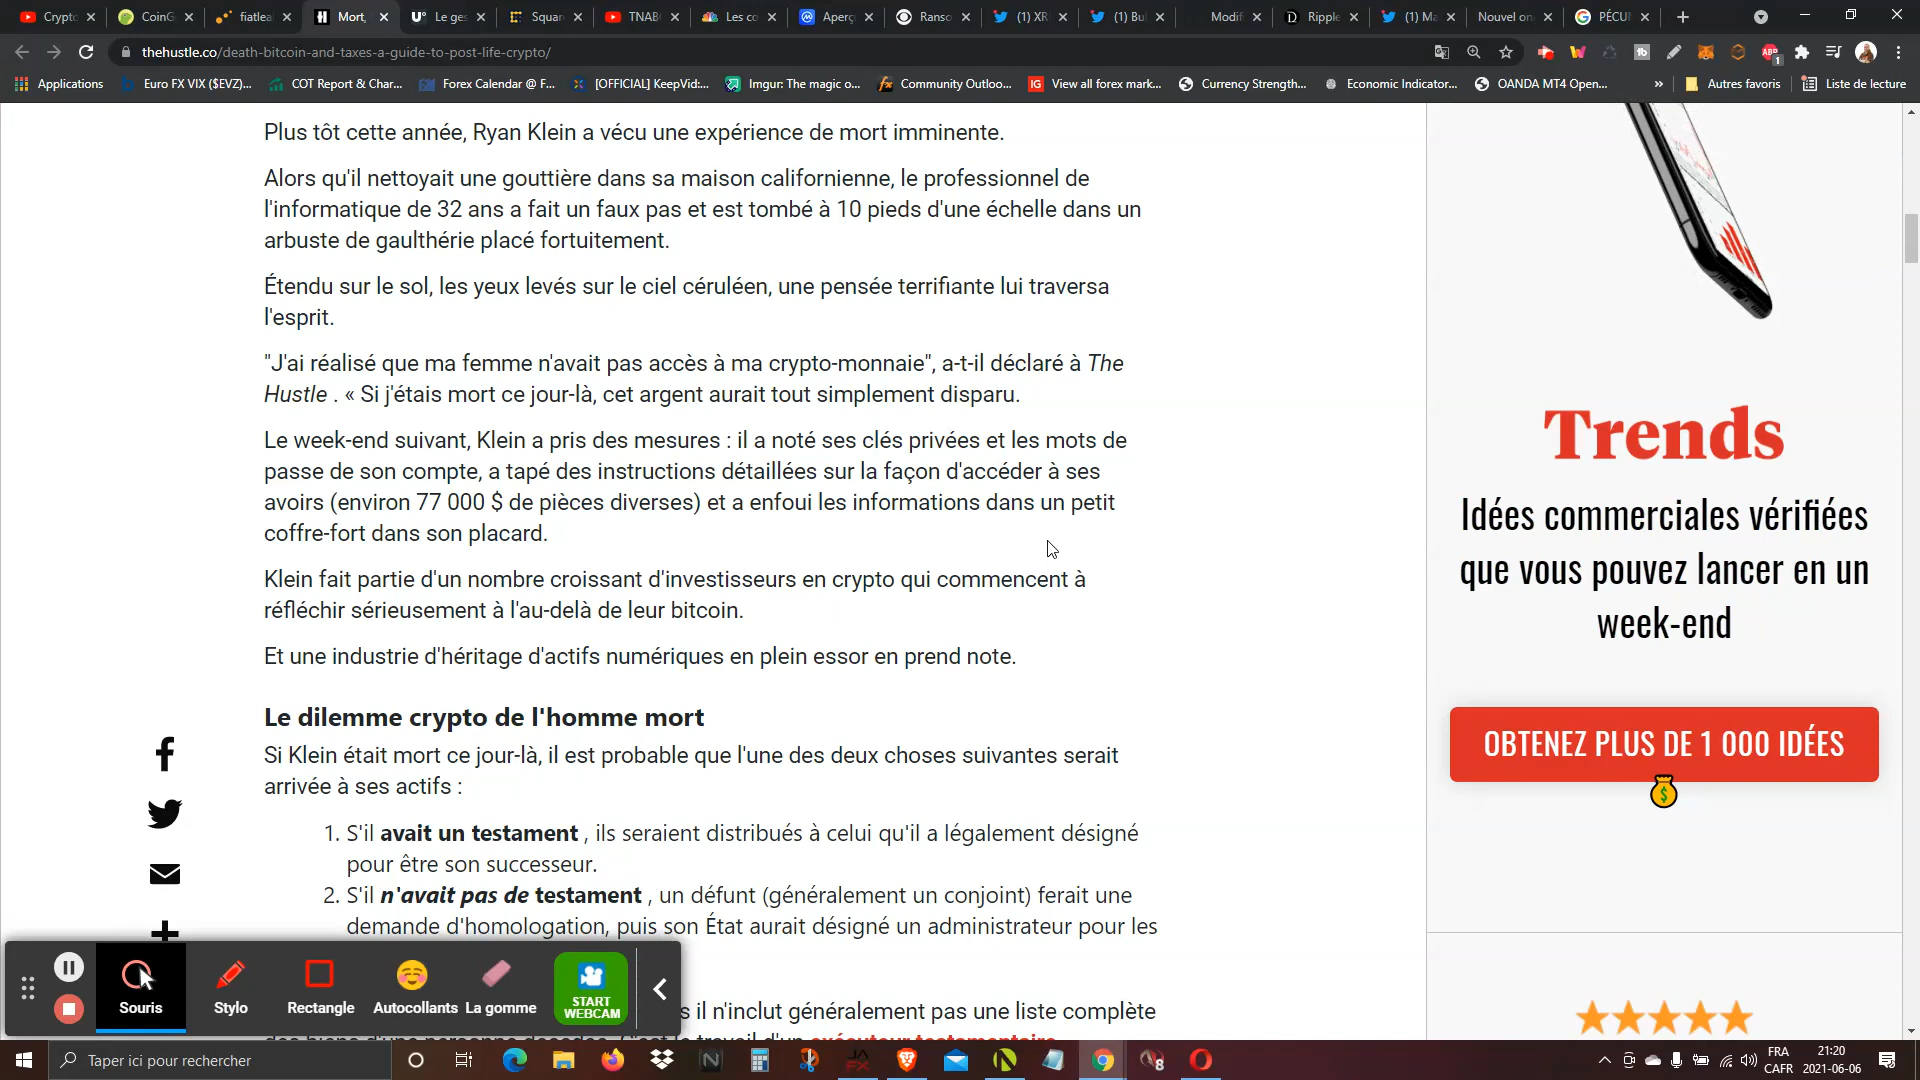 Crypto
CoinG
fiatlea
Mort,
Le ges
Squar
TNAB
Les co
Aperç
Ranso
(1) XR
(1) Bu
Modifi
Ripple
(1) Ma
Nouvel on
PÉCUN
thehustle.co/death-bitcoin-and-taxes-a-guide-to-post-life-crypto/
Applications
Euro FX VIX ($EVZ)...
COT Report & Char...
Forex Calendar @ F...
[OFFICIAL] KeepVid:...
Imgur: The magic o...
Community Outloo...
View all forex mark...
Currency Strength...
Economic Indicator...
OANDA MT4 Open...
»
Autres favoris
Liste de lecture
Plus tôt cette année, Ryan Klein a vécu une expérience de mort imminente.
Alors qu'il nettoyait une gouttière dans sa maison californienne, le professionnel de
l'informatique de 32 ans a fait un faux pas et est tombé à 10 pieds d'une échelle dans un
arbuste de gaulthérie placé fortuitement.
Étendu sur le sol, les yeux levés sur le ciel céruléen, une pensée terrifiante lui traversa
l'esprit.
"J'ai réalisé que ma femme n'avait pas accès à ma crypto-monnaie", a-t-il déclaré à The
Hustle . « Si j'étais mort ce jour-là, cet argent aurait tout simplement disparu.
Le week-end suivant, Klein a pris des mesures : il a noté ses clés privées et les mots de
passe de son compte, a tapé des instructions détaillées sur la façon d'accéder à ses
avoirs (environ 77 000 $ de pièces diverses) et a enfoui les informations dans un petit
coffre-fort dans son placard.
Klein fait partie d'un nombre croissant d'investisseurs en crypto qui commencent à
réfléchir sérieusement à l'au-delà de leur bitcoin.
Et une industrie d'héritage d'actifs numériques en plein essor en prend note.
Le dilemme crypto de l'homme mort
Si Klein était mort ce jour-là, il est probable que l'une des deux choses suivantes serait
arrivée à ses actifs :
1. S'il avait un testament , ils seraient distribués à celui qu'il a légalement désigné
pour être son successeur.
2. S'il n'avait pas de testament , un défunt (généralement un conjoint) ferait une
demande d'homologation, puis son État aurait désigné un administrateur pour les
s il n'inclut généralement pas une liste complète
exécuteur testamentaire
Trends
Idées commerciales vérifiées
que vous pouvez lancer en un
week-end
OBTENEZ PLUS DE 1 000 IDÉES
Souris
Stylo
Rectangle
Autocollants
La gomme
START
WEBCAM
Taper ici pour rechercher
FRA
CAFR
21:20
2021-06-06